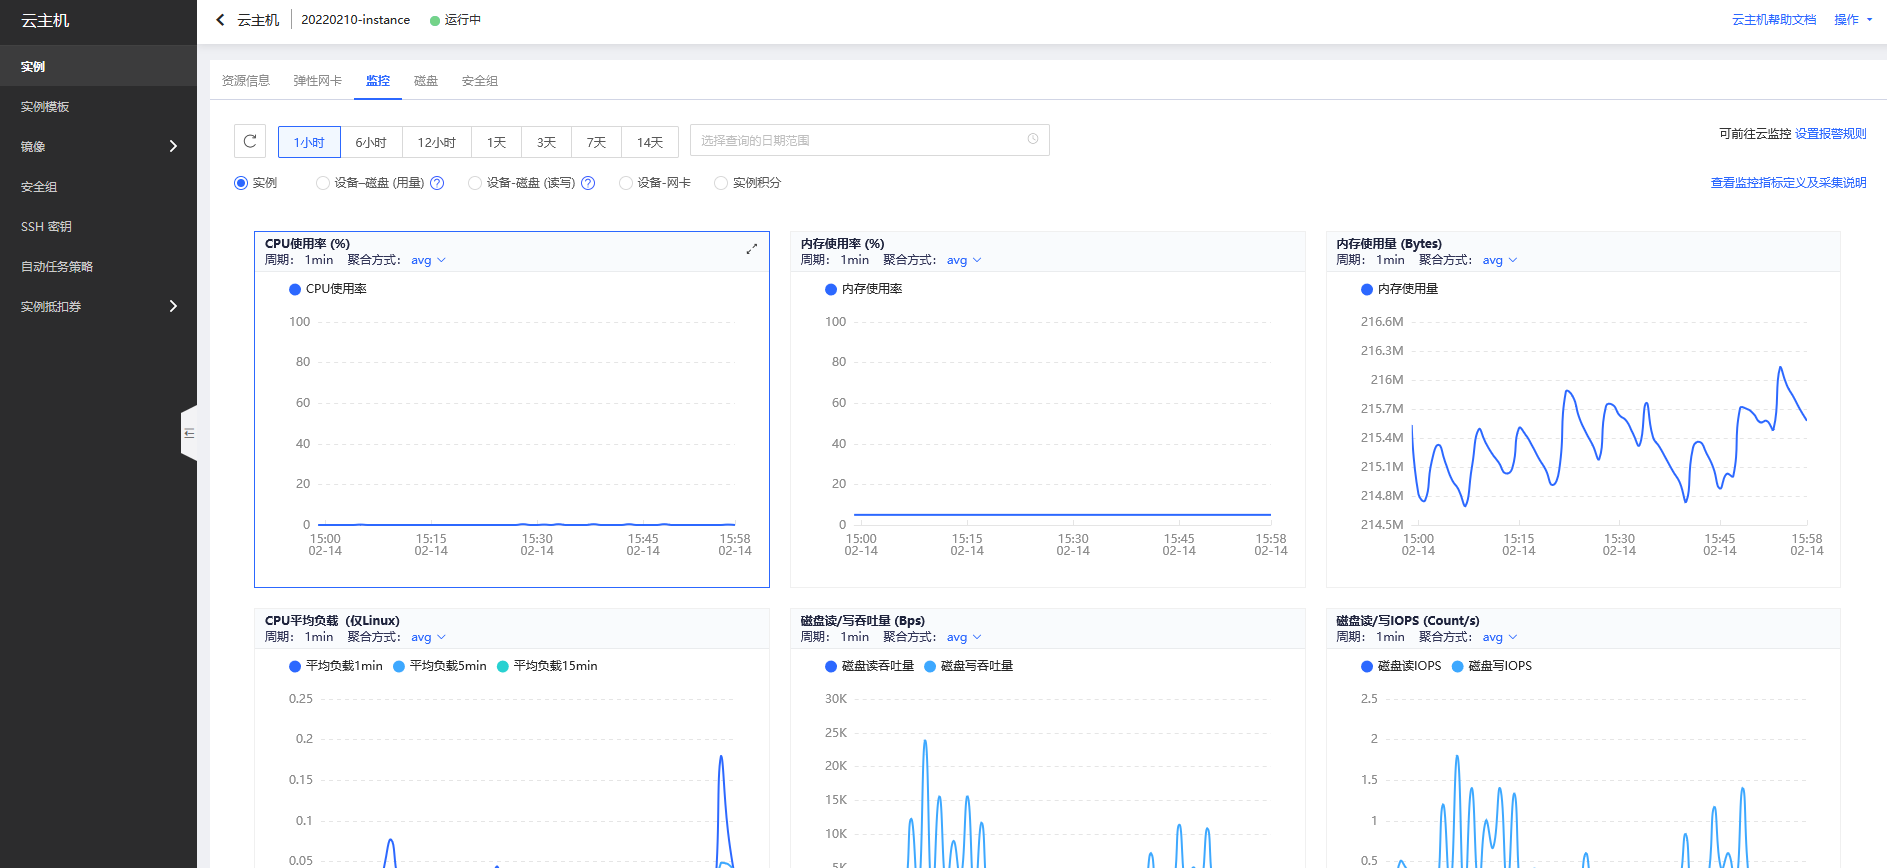 云主机
实例
实例模板
镜像
安全组
SSH 密钥
自动任务策略
实例抵扣券
云主机 20220210-instance 运行中
云主机帮助文档 操作
资源信息 弹性网卡 监控 磁盘 安全组
1小时 6小时 12小时 1天 3天 7天 14天 选择查询的日期范围
可前往云监控 设置报警规则
实例 设备–磁盘 (用量) ? 设备-磁盘 (读写) ? 设备-网卡 实例积分
查看监控指标定义及采集说明
CPU使用率 (%)
周期: 1min 聚合方式: avg
CPU使用率
100
80
60
40
20
0
15:00 15:15 15:30 15:45 15:58
02-14 02-14 02-14 02-14 02-14
内存使用率 (%)
周期: 1min 聚合方式: avg
内存使用率
100
80
60
40
20
0
15:00 15:15 15:30 15:45 15:58
02-14 02-14 02-14 02-14 02-14
内存使用量 (Bytes)
周期: 1min 聚合方式: avg
内存使用量
216.6M
216.3M
216M
215.7M
215.4M
215.1M
214.8M
214.5M
15:00 15:15 15:30 15:45 15:58
02-14 02-14 02-14 02-14 02-14
CPU平均负载 (仅Linux)
周期: 1min 聚合方式: avg
平均负载1min 平均负载5min 平均负载15min
0.25
0.2
0.15
0.1
0.05
磁盘读/写吞吐量 (Bps)
周期: 1min 聚合方式: avg
磁盘读吞吐量 磁盘写吞吐量
30K
25K
20K
15K
10K
5K
磁盘读/写IOPS (Count/s)
周期: 1min 聚合方式: avg
磁盘读IOPS 磁盘写IOPS
2.5
2
1.5
1
0.5